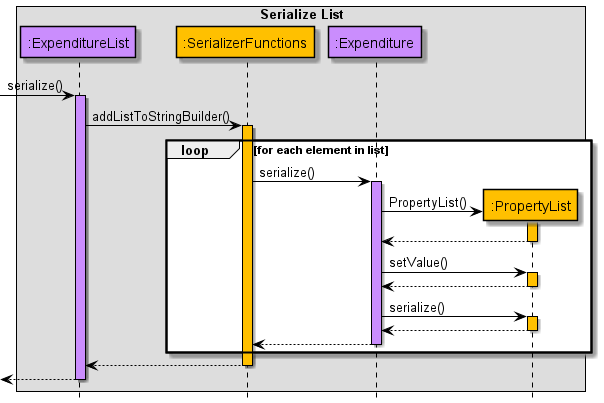 Serialize List
:ExpenditureList
:SerializerFunctions
:Expenditure
serialize()
addListToStringBuilder()
loop
[for each element in list]
serialize()
PropertyList()
:PropertyList
setValue()
serialize()